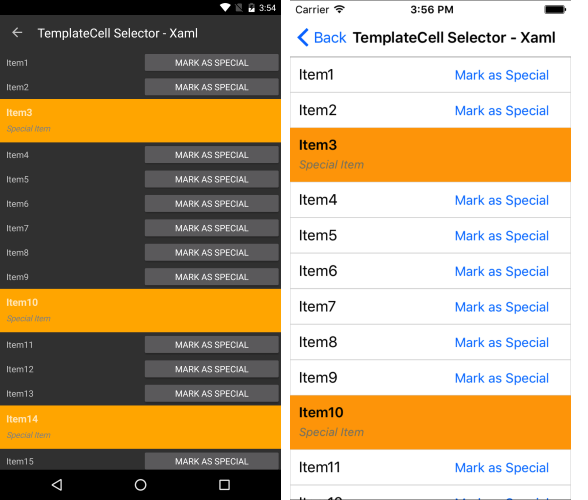 3:54
TemplateCell Selector - Xaml
Item1 MARK AS SPECIAL
Item2 MARK AS SPECIAL
Item3
Special Item
Item4 MARK AS SPECIAL
Item5 MARK AS SPECIAL
Item6 MARK AS SPECIAL
Item7 MARK AS SPECIAL
Item8 MARK AS SPECIAL
Item9 MARK AS SPECIAL
Item10
Special Item
Item11 MARK AS SPECIAL
Item12 MARK AS SPECIAL
Item13 MARK AS SPECIAL
Item14
Special Item
Item15 MARK AS SPECIAL
Carrier 3:56 PM
Back TemplateCell Selector - Xaml
Item1 Mark as Special
Item2 Mark as Special
Item3
Special Item
Item4 Mark as Special
Item5 Mark as Special
Item6 Mark as Special
Item7 Mark as Special
Item8 Mark as Special
Item9 Mark as Special
Item10
Special Item
Item11 Mark as Special